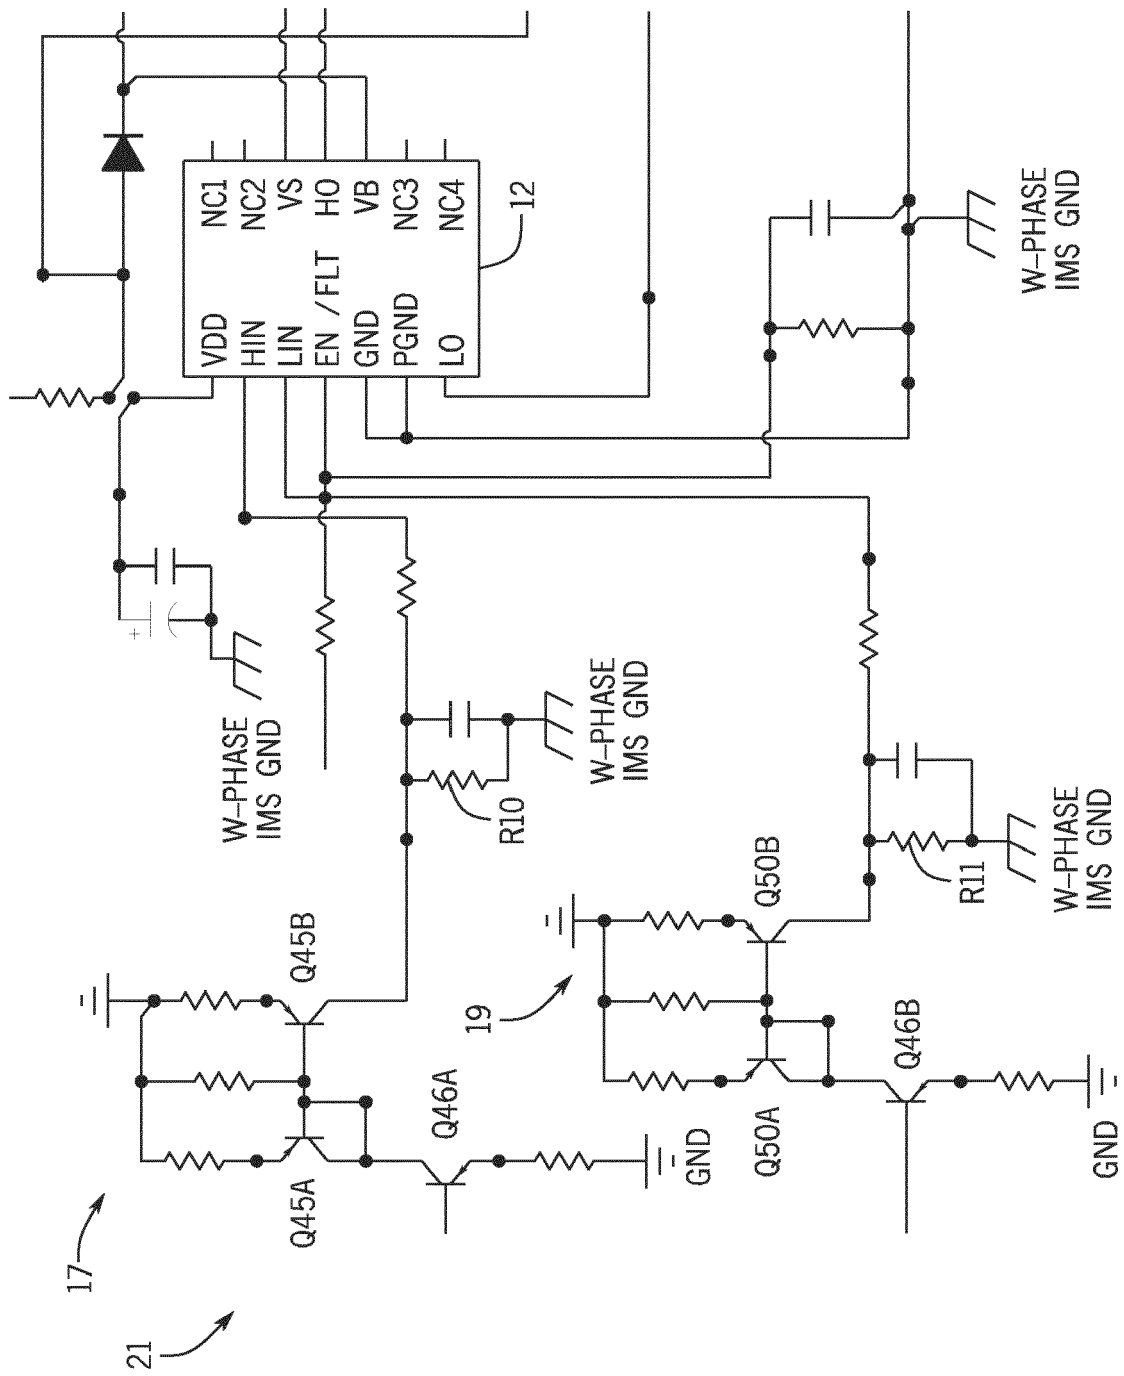 NC1
NC2
VS
HO
VB
NC3
NC4
VDD
HIN
LIN
EN /FLT
GND
PGND
LO
12
W-PHASE
IMS GND
+
W-PHASE
IMS GND
R10
W-PHASE
IMS GND
R11
W-PHASE
IMS GND
Q45B
Q50B
19
Q46A
Q46B
Q45A
GND
Q50A
GND
17
21